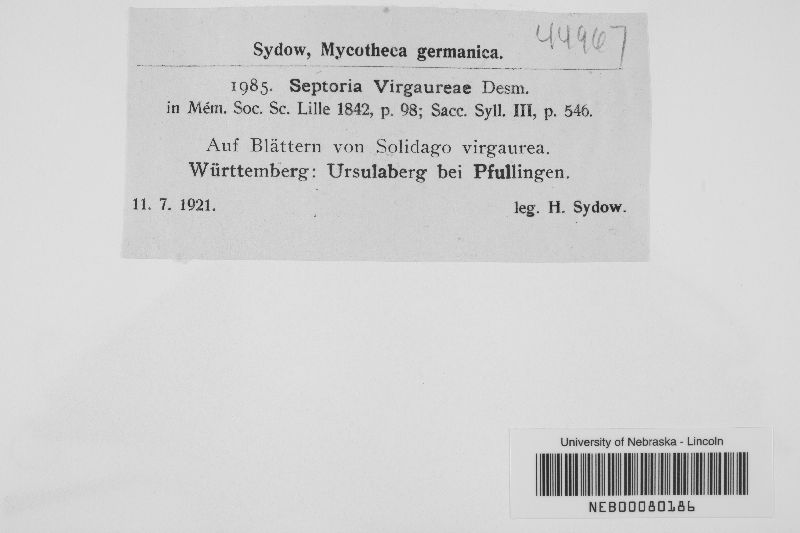 44967
Sydow, Mycotheca germanica.
1985. Septoria Virgaureae Desm.
in Mém. Soc. Sc. Lille 1842, p. 98; Sacc. Syll. III, p. 546.
Auf Blättern von Solidago virgaurea.
Württemberg: Ursulaberg bei Pfullingen.
11. 7. 1921. leg. H. Sydow.
University of Nebraska - Lincoln
NEB00080186